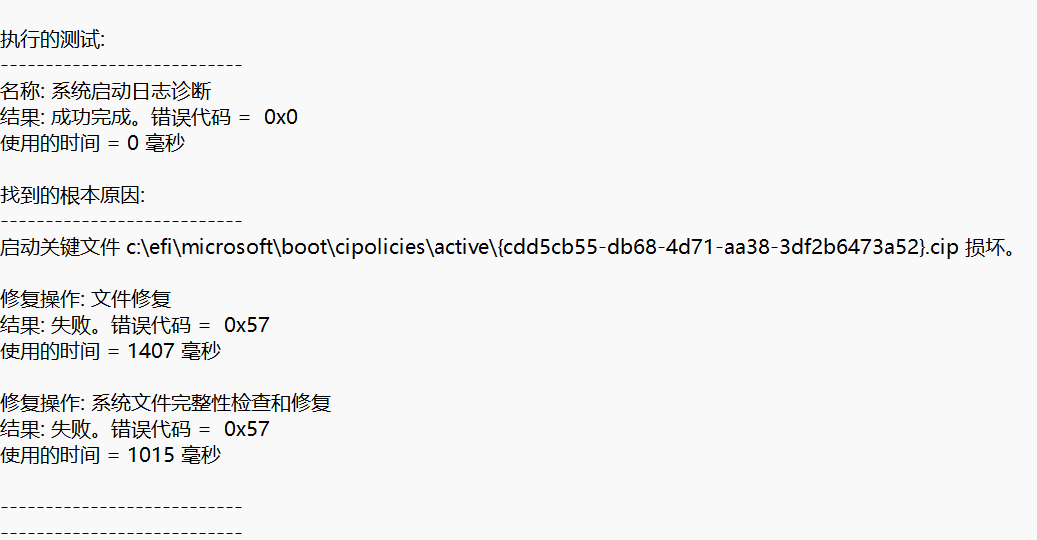 执行的测试:
---------------------------
名称: 系统启动日志诊断
结果: 成功完成。错误代码 =  0x0
使用的时间 = 0 毫秒
找到的根本原因:
---------------------------
启动关键文件 c:\efi\microsoft\boot\cipolicies\active\{cdd5cb55-db68-4d71-aa38-3df2b6473a52}.cip 损坏。
修复操作: 文件修复
结果: 失败。错误代码 =  0x57
使用的时间 = 1407 毫秒
修复操作: 系统文件完整性检查和修复
结果: 失败。错误代码 =  0x57
使用的时间 = 1015 毫秒
---------------------------
---------------------------